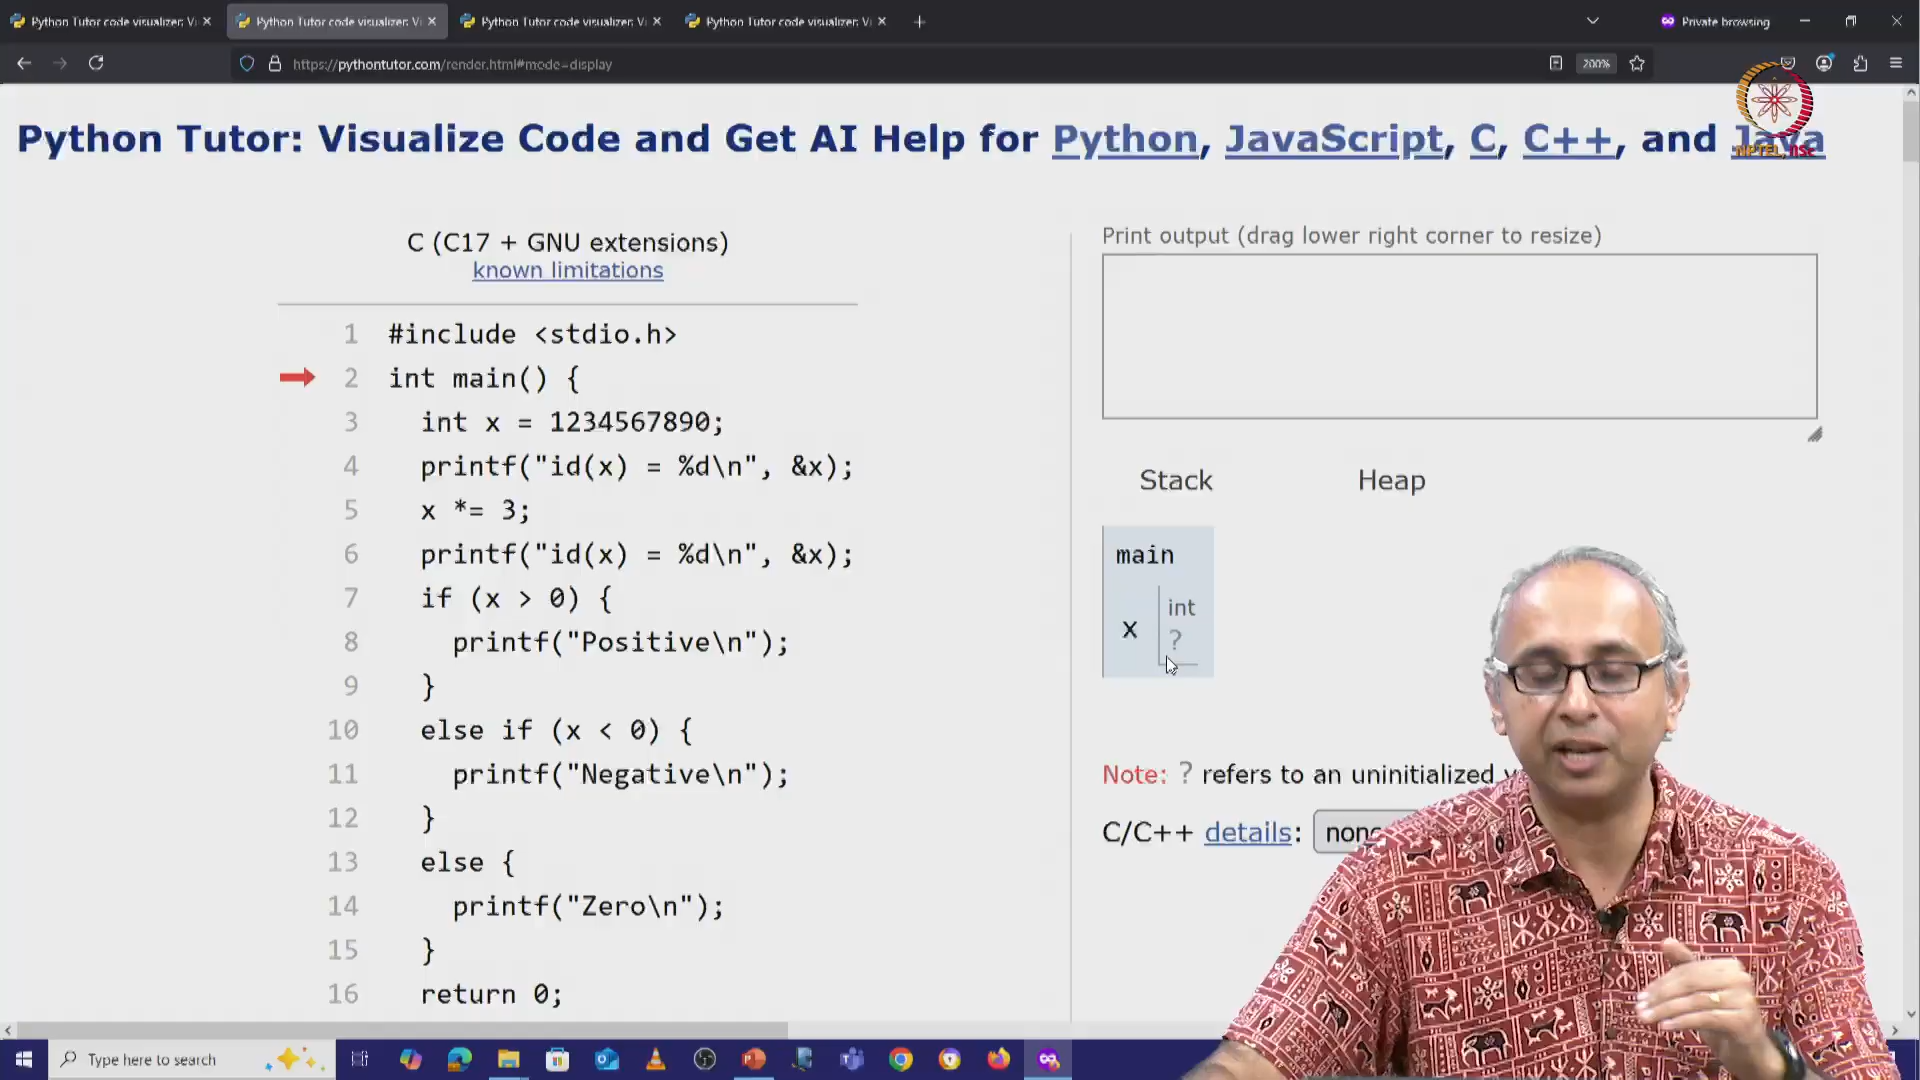 Python Tutor code visualizer: Vi
Python Tutor code visualizer: Vi
Python Tutor code visualizer: Vi
Python Tutor code visualizer: Vi
Private browsing
https://pythontutor.com/render.html#mode=display
200%
Python Tutor: Visualize Code and Get AI Help for Python, JavaScript, C, C++, and Java
NPTEL, IISc
C (C17 + GNU extensions)
known limitations
Print output (drag lower right corner to resize)
1 #include <stdio.h>
2 int main() {
3 int x = 1234567890;
4 printf("id(x) = %d\n", &x);
5 x *= 3;
6 printf("id(x) = %d\n", &x);
7 if (x > 0) {
8 printf("Positive\n");
9 }
10 else if (x < 0) {
11 printf("Negative\n");
12 }
13 else {
14 printf("Zero\n");
15 }
16 return 0;
Stack Heap
main
int
x ?
Note: ? refers to an uninitialized
C/C++ details: none
Type here to search